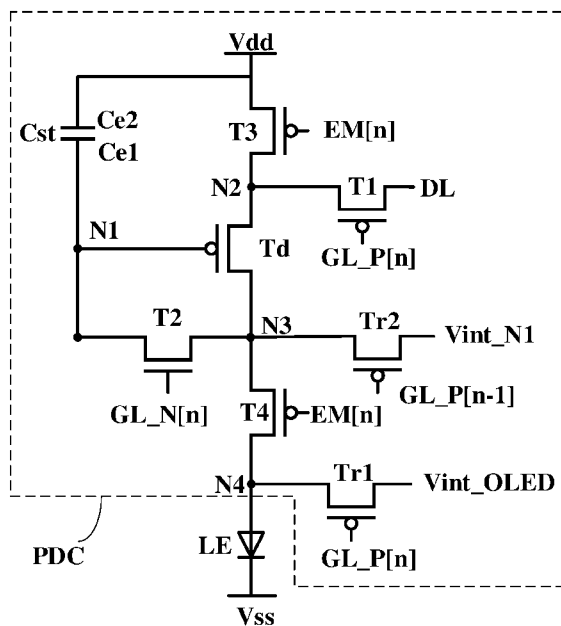 Vdd
Ce2
Cst
Ce1
T3
EM[n]
N2
T1
DL
N1
Td
GL_P[n]
T2
N3
Tr2
Vint_N1
GL_N[n]
T4
EM[n]
GL_P[n-1]
N4
Tr1
Vint_OLED
PDC
LE
GL_P[n]
Vss